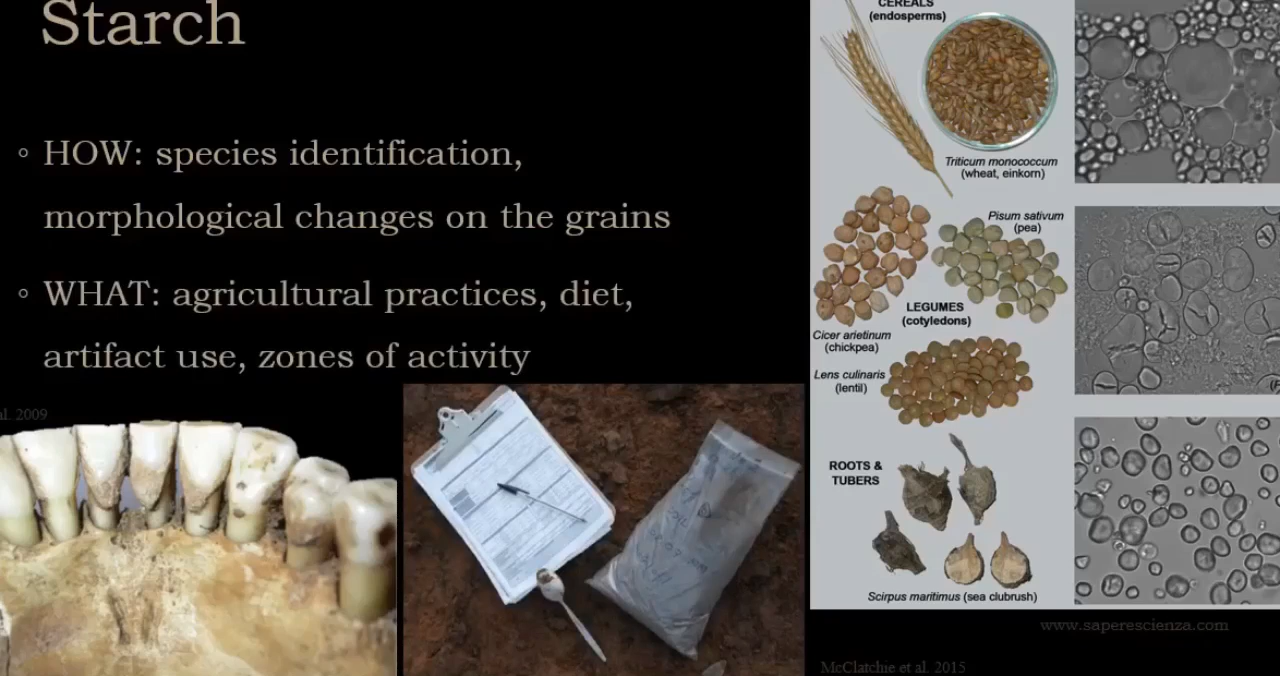 Starch
◦ HOW: species identification,
morphological changes on the grains
◦ WHAT: agricultural practices, diet,
artifact use, zones of activity
al. 2009
CEREALS
(endosperms)
Triticum monococcum
(wheat, einkorn)
Pisum sativum
(pea)
LEGUMES
(cotyledons)
Cicer arietinum
(chickpea)
Lens culinaris
(lentil)
ROOTS &
TUBERS
Scirpus maritimus (sea clubrush)
www.saperescienza.com
McClatchie et al. 2015